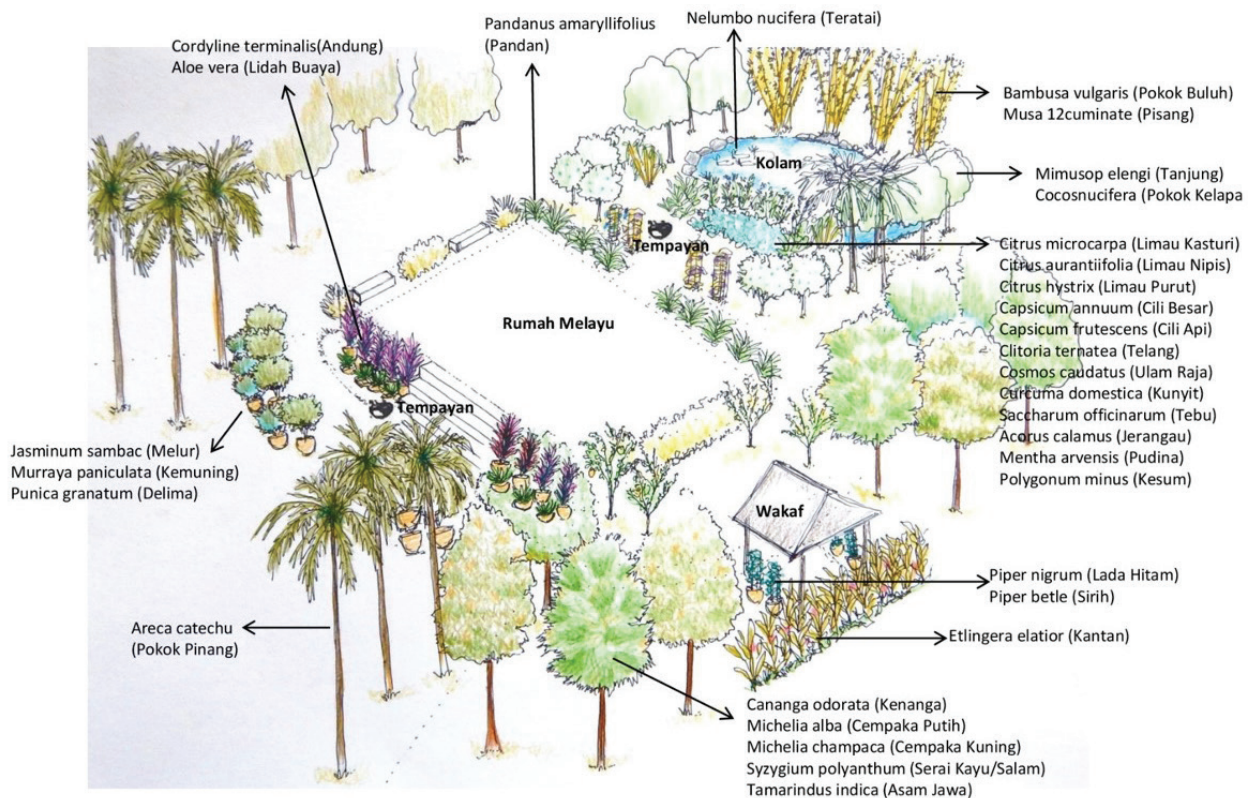 Nelumbo nucifera (Teratai)
Pandanus amaryllifolius
(Pandan)
Cordyline terminalis(Andung)
Aloe vera (Lidah Buaya)
Bambusa vulgaris (Pokok Buluh)
Musa 12cuminate (Pisang)
Kolam
Mimusop elengi (Tanjung)
Cocosnucifera (Pokok Kelapa
Tempayan
Citrus microcarpa (Limau Kasturi)
Citrus aurantiifolia (Limau Nipis)
Citrus hystrix (Limau Purut)
Capsicum annuum (Cili Besar)
Capsicum frutescens (Cili Api)
Clitoria ternatea (Telang)
Cosmos caudatus (Ulam Raja)
Curcuma domestica (Kunyit)
Saccharum officinarum (Tebu)
Acorus calamus (Jerangau)
Mentha arvensis (Pudina)
Polygonum minus (Kesum)
Rumah Melayu
Tempayan
Jasminum sambac (Melur)
Murraya paniculata (Kemuning)
Punica granatum (Delima)
Wakaf
Piper nigrum (Lada Hitam)
Piper betle (Sirih)
Areca catechu
(Pokok Pinang)
Etlingera elatior (Kantan)
Cananga odorata (Kenanga)
Michelia alba (Cempaka Putih)
Michelia champaca (Cempaka Kuning)
Syzygium polyanthum (Serai Kayu/Salam)
Tamarindus indica (Asam Jawa)